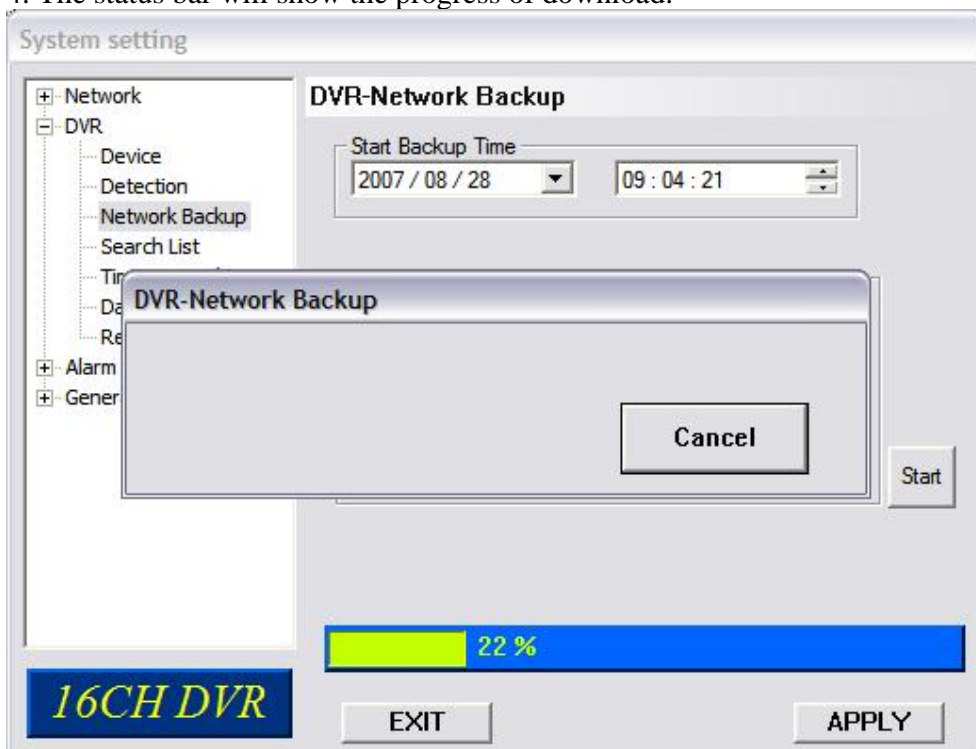 4. The status bar will show the progress of download.
System setting
Network
DVR
Device
Detection
Network Backup
Search List
Alarm
DVR-Network Backup
Start Backup Time
2007 / 08 / 28
09 : 04 : 21
DVR-Network Backup
Cancel
Start
22 %
16CH DVR
EXIT
APPLY